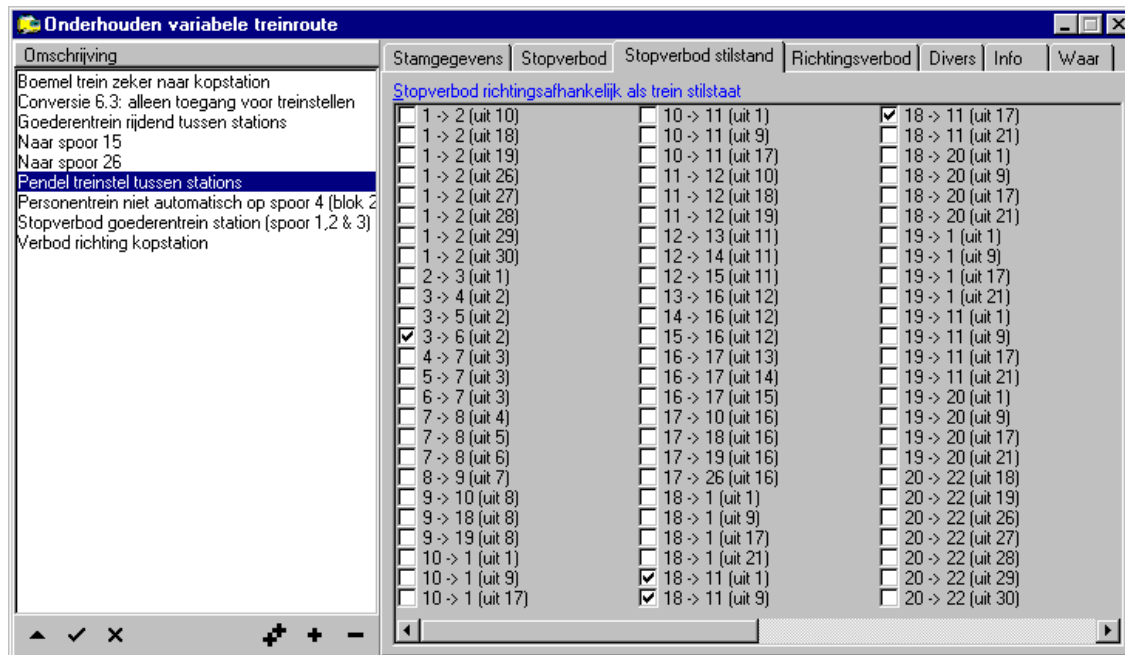 Onderhouden variabele treinroute
Omschrijving
Boemel trein zeker naar kopstation
Conversie 6.3: alleen toegang voor treinstellen
Goederentrein rijdend tussen stations
Naar spoor 15
Naar spoor 26
Pendel treinstel tussen stations
Personentrein niet automatisch op spoor 4 (blok 2
Stopverbod goederentrein station (spoor 1,2 & 3)
Verbod richting kopstation
Stamgegevens Stopverbod Stopverbod stilstand Richtingsverbod Divers Info Waar
Stopverbod richtingsafhankelijk als trein stilstaat
1 -> 2 (uit 10)
1 -> 2 (uit 18)
1 -> 2 (uit 19)
1 -> 2 (uit 26)
1 -> 2 (uit 27)
1 -> 2 (uit 28)
1 -> 2 (uit 29)
1 -> 2 (uit 30)
2 -> 3 (uit 1)
3 -> 4 (uit 2)
3 -> 5 (uit 2)
3 -> 6 (uit 2)
4 -> 7 (uit 3)
5 -> 7 (uit 3)
6 -> 7 (uit 3)
7 -> 8 (uit 4)
7 -> 8 (uit 5)
7 -> 8 (uit 6)
8 -> 9 (uit 7)
9 -> 10 (uit 8)
9 -> 18 (uit 8)
9 -> 19 (uit 8)
10 -> 1 (uit 1)
10 -> 1 (uit 9)
10 -> 1 (uit 17)
10 -> 11 (uit 1)
10 -> 11 (uit 9)
10 -> 11 (uit 17)
11 -> 12 (uit 10)
11 -> 12 (uit 18)
11 -> 12 (uit 19)
12 -> 13 (uit 11)
12 -> 14 (uit 11)
12 -> 15 (uit 11)
13 -> 16 (uit 12)
14 -> 16 (uit 12)
15 -> 16 (uit 12)
16 -> 17 (uit 13)
16 -> 17 (uit 14)
16 -> 17 (uit 15)
17 -> 10 (uit 16)
17 -> 18 (uit 16)
17 -> 19 (uit 16)
17 -> 26 (uit 16)
18 -> 1 (uit 1)
18 -> 1 (uit 9)
18 -> 1 (uit 17)
18 -> 1 (uit 21)
18 -> 11 (uit 1)
18 -> 11 (uit 9)
18 -> 11 (uit 17)
18 -> 11 (uit 21)
18 -> 20 (uit 1)
18 -> 20 (uit 9)
18 -> 20 (uit 17)
18 -> 20 (uit 21)
19 -> 1 (uit 1)
19 -> 1 (uit 9)
19 -> 1 (uit 17)
19 -> 1 (uit 21)
19 -> 11 (uit 1)
19 -> 11 (uit 9)
19 -> 11 (uit 17)
19 -> 11 (uit 21)
19 -> 20 (uit 1)
19 -> 20 (uit 9)
19 -> 20 (uit 17)
19 -> 20 (uit 21)
20 -> 22 (uit 18)
20 -> 22 (uit 19)
20 -> 22 (uit 26)
20 -> 22 (uit 27)
20 -> 22 (uit 28)
20 -> 22 (uit 29)
20 -> 22 (uit 30)